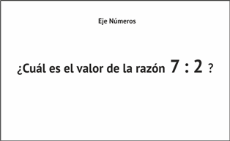 Eje Números
¿Cuál es el valor de la razón 7 : 2 ?